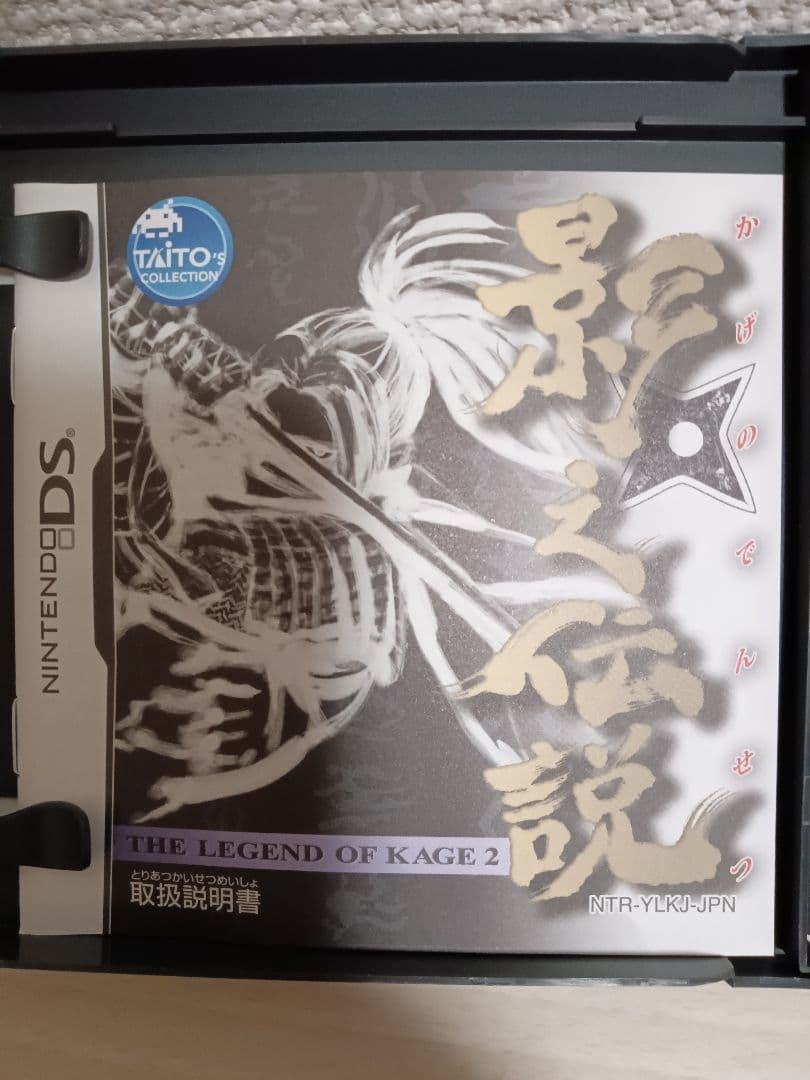 NINTENDO DS®
TAITO's
COLLECTION
影之伝説
かげのでんせつ
THE LEGEND OF KAGE 2
とりあつかいせつめいしょ
取扱説明書
NTR-YLKJ-JPN